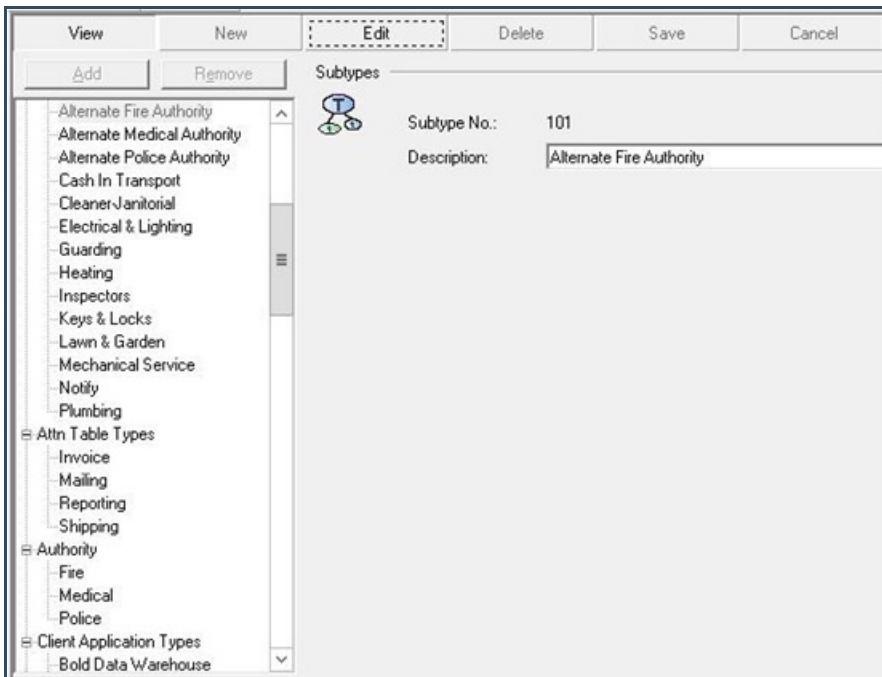 View New Edit Delete Save Cancel
Add Remove
Subtypes
Subtype No.: 101
Description: Alternate Fire Authority
Alternate Fire Authority
Alternate Medical Authority
Alternate Police Authority
Cash In Transport
Cleaner-Janitorial
Electrical & Lighting
Guarding
Heating
Inspectors
Keys & Locks
Lawn & Garden
Mechanical Service
Notify
Plumbing
Attn Table Types
Invoice
Mailing
Reporting
Shipping
Authority
Fire
Medical
Police
Client Application Types
Bold Data Warehouse